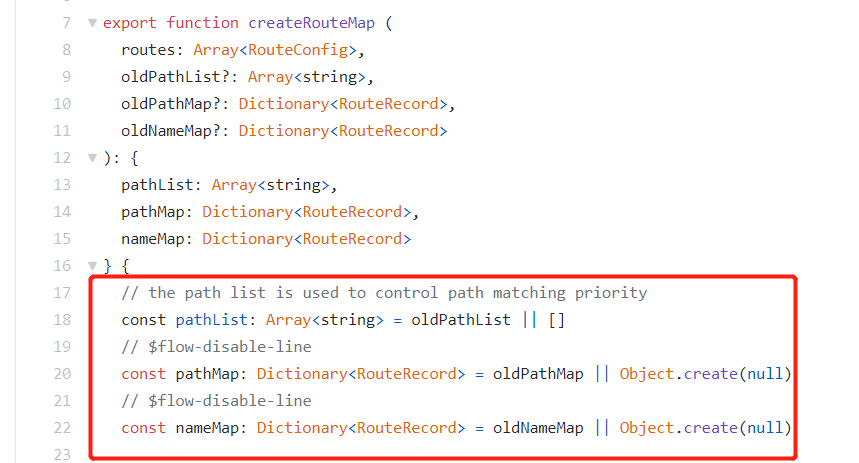 7 ▼ export function createRouteMap (
8 routes: Array<RouteConfig>,
9 oldPathList?: Array<string>,
10 oldPathMap?: Dictionary<RouteRecord>,
11 oldNameMap?: Dictionary<RouteRecord>
12 ▼ ): {
13 pathList: Array<string>,
14 pathMap: Dictionary<RouteRecord>,
15 nameMap: Dictionary<RouteRecord>
16 ▼ } {
17 // the path list is used to control path matching priority
18 const pathList: Array<string> = oldPathList || []
19 // $flow-disable-line
20 const pathMap: Dictionary<RouteRecord> = oldPathMap || Object.create(null)
21 // $flow-disable-line
22 const nameMap: Dictionary<RouteRecord> = oldNameMap || Object.create(null)
23